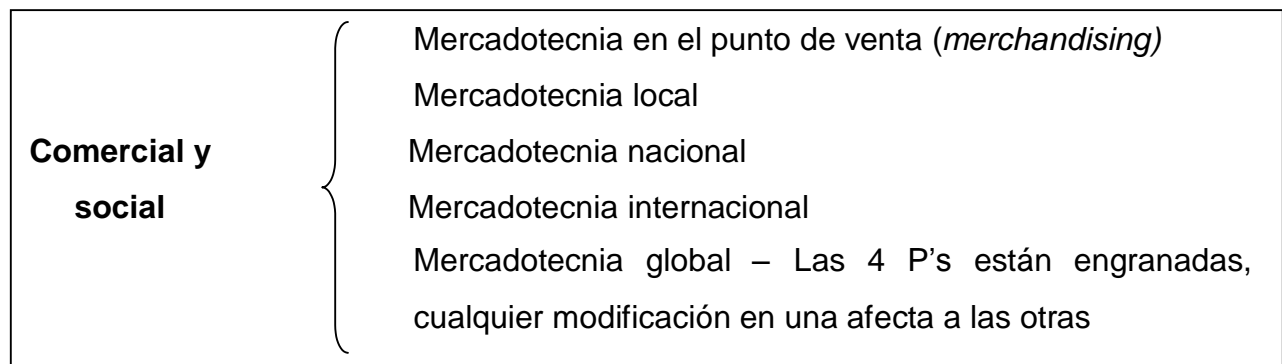 Mercadotecnia en el punto de venta (merchandising)
Mercadotecnia local
Comercial y
Mercadotecnia nacional
social
Mercadotecnia internacional
Mercadotecnia global – Las 4 P's están engranadas,
cualquier modificación en una afecta a las otras